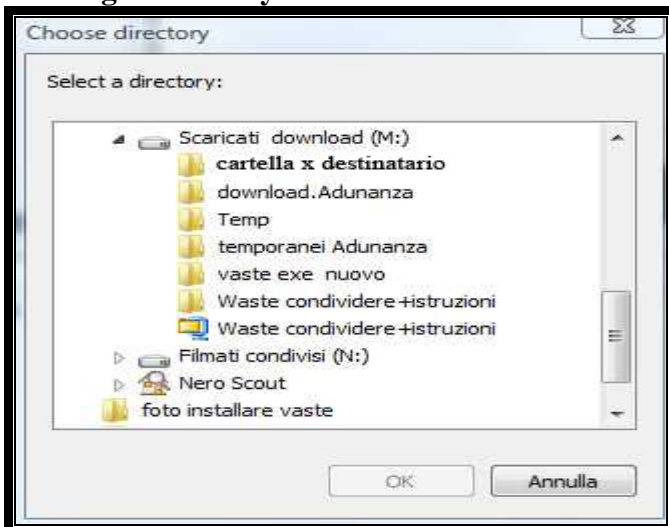 Choose directory
Select a directory:
Scaricati download (M:)
cartella x destinatario
download.Adunanza
Temp
temporanei Adunanza
vaste exe nuovo
Waste condividere+istruzioni
Waste condividere+istruzioni
Filmati condivisi (N:)
Nero Scout
foto installare vaste
OK Annulla